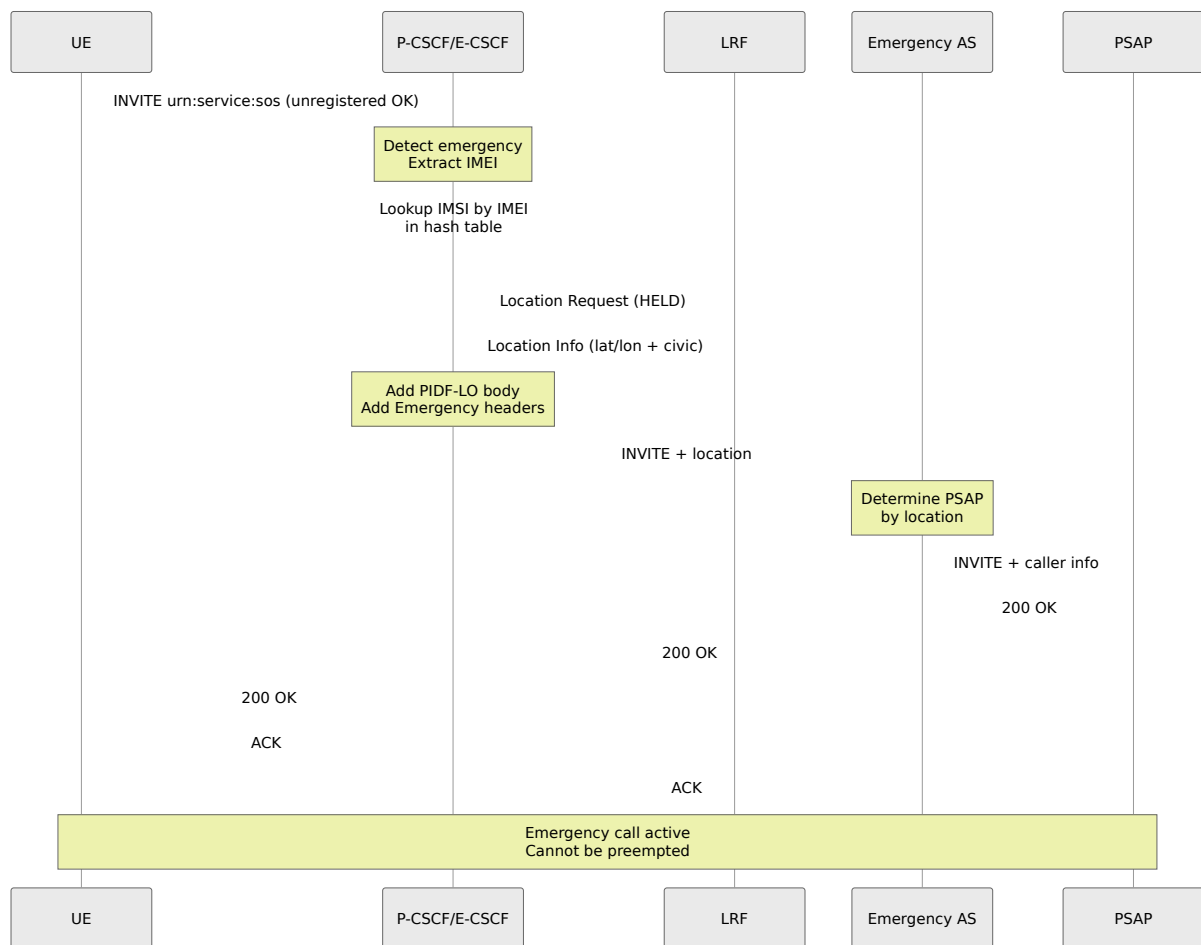 UE
P-CSCF/E-CSCF
LRF
Emergency AS
PSAP
INVITE urn:service:sos (unregistered OK)
Detect emergency
Extract IMEI
Lookup IMSI by IMEI
in hash table
Location Request (HELD)
Location Info (lat/lon + civic)
Add PIDF-LO body
Add Emergency headers
INVITE + location
Determine PSAP
by location
INVITE + caller info
200 OK
200 OK
200 OK
ACK
ACK
Emergency call active
Cannot be preempted
UE
P-CSCF/E-CSCF
LRF
Emergency AS
PSAP